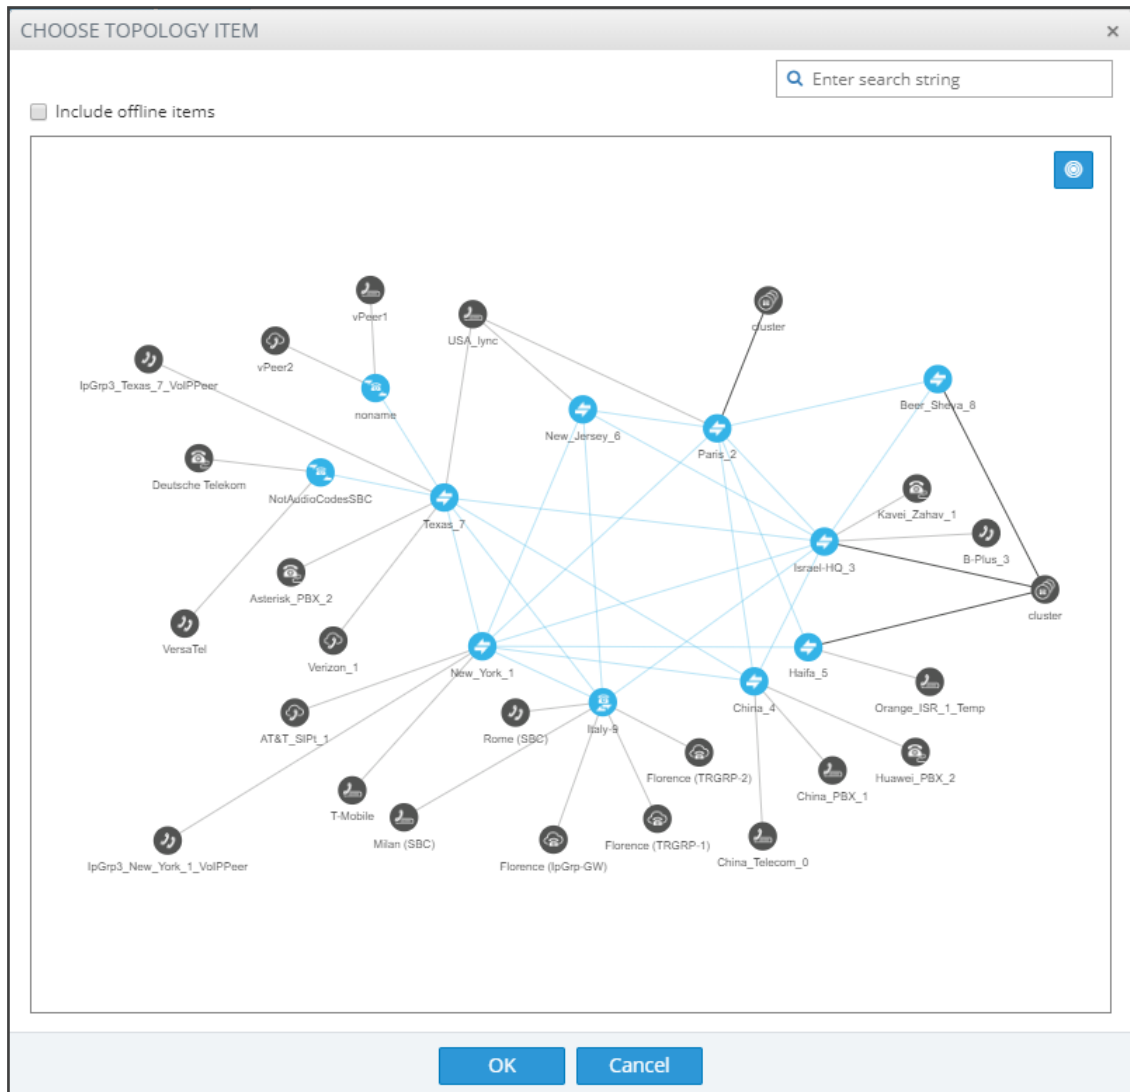 CHOOSE TOPOLOGY ITEM
Enter search string
Include offline items
vPeer1
USA_lync
cluster
vPeer2
IpGrp3_Texas_7_VoIPPeer
noname
Beer_Sheva_8
New_Jersey_6
Paris_2
Deutsche Telekom
NotAudioCodesSBC
Kavei_Zahav_1
Texas_7
B-Plus_3
Israel-HQ_3
Asterisk_PBX_2
cluster
VersaTel
Verizon_1
New_York_1
Haifa_5
Orange_ISR_1_Temp
China_4
Italy-9
AT&T_SIPt_1
Rome (SBC)
Florence (TRGRP-2)
Huawei_PBX_2
China_PBX_1
T-Mobile
Milan (SBC)
Florence (TRGRP-1)
China_Telecom_0
IpGrp3_New_York_1_VoIPPeer
Florence (IpGrp-GW)
OK
Cancel